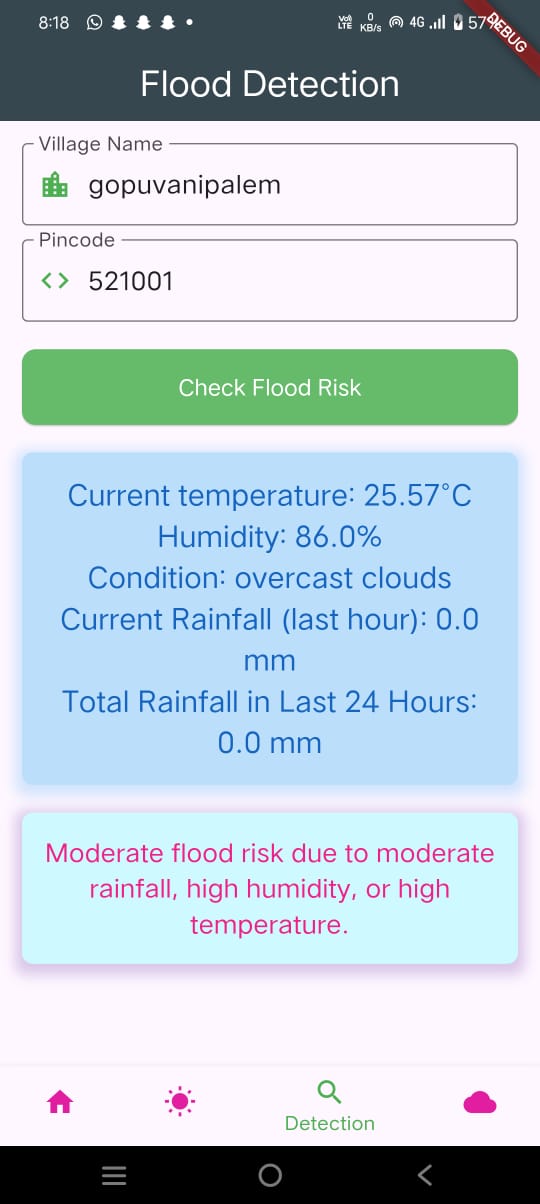 8:18
Vo) LTE 0 KB/s 4G 57%
DEBUG
Flood Detection
Village Name
gopuvanipalem
Pincode
521001
Check Flood Risk
Current temperature: 25.57°C
Humidity: 86.0%
Condition: overcast clouds
Current Rainfall (last hour): 0.0
mm
Total Rainfall in Last 24 Hours:
0.0 mm
Moderate flood risk due to moderate
rainfall, high humidity, or high
temperature.
Detection